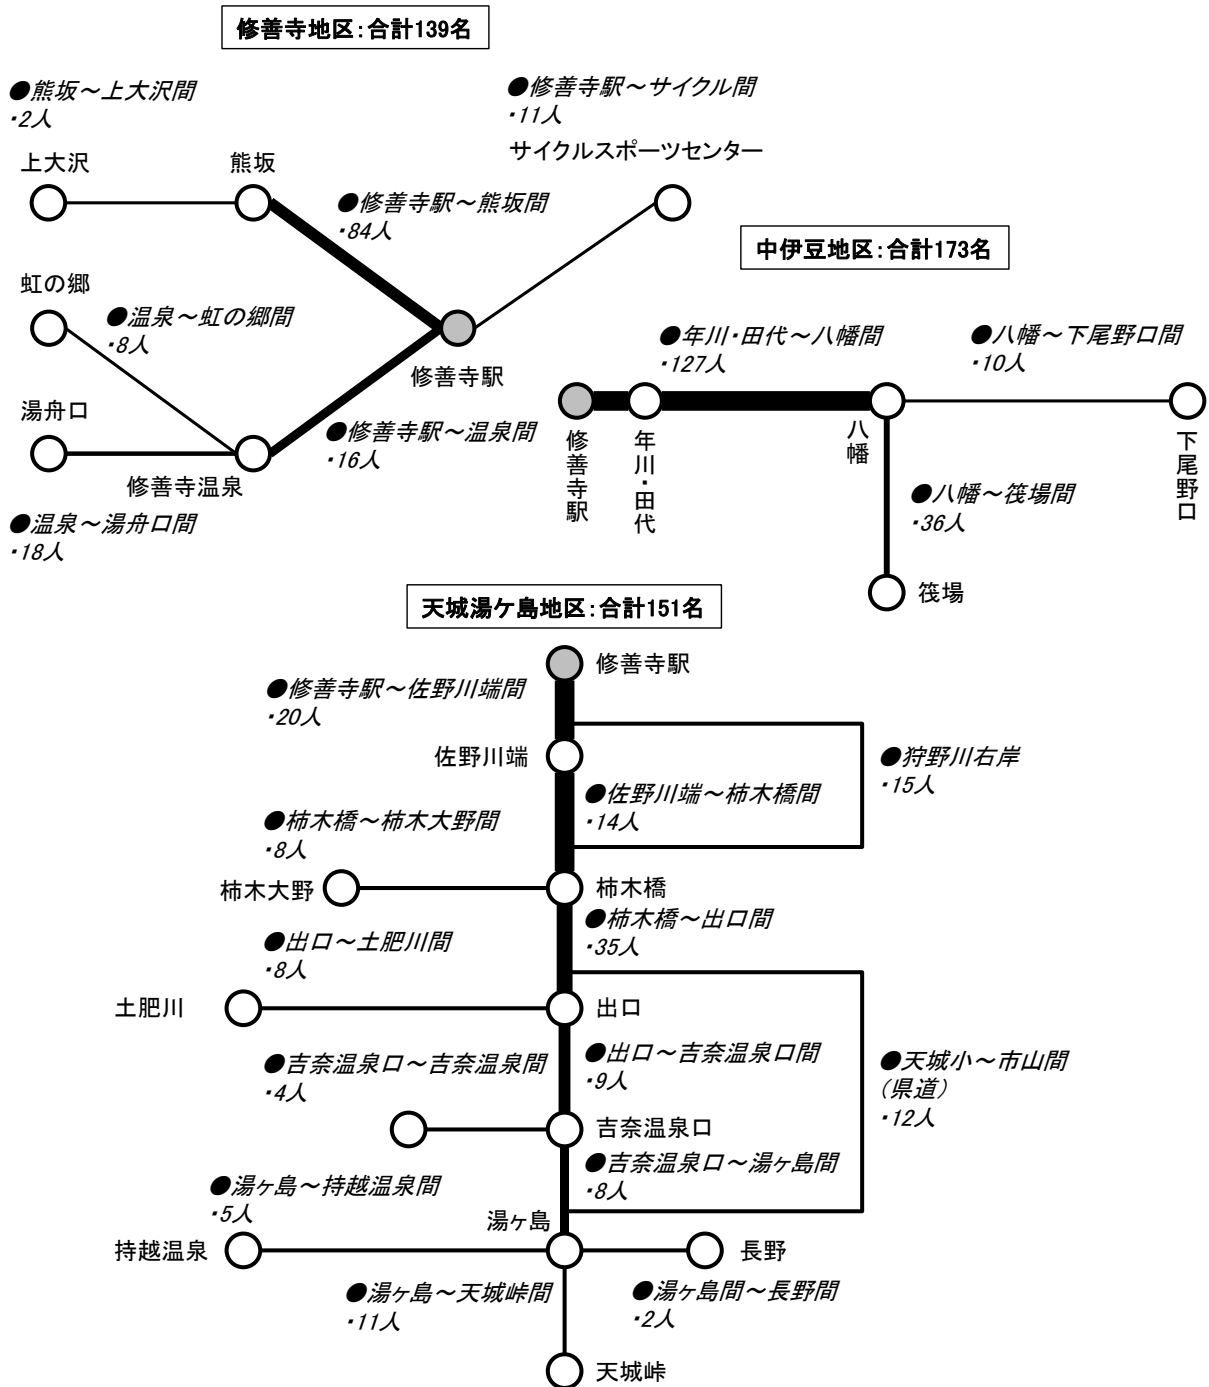 修善寺地区：合計139名
●熊坂～上大沢間
・2人
●修善寺駅～サイクル間
・11人
サイクルスポーツセンター
上大沢
熊坂
●修善寺駅～熊坂間
・84人
虹の郷
●温泉～虹の郷間
・8人
修善寺駅
湯舟口
●修善寺駅～温泉間
・16人
修善寺温泉
●温泉～湯舟口間
・18人
中伊豆地区：合計173名
●年川・田代～八幡間
・127人
●八幡～下尾野口間
・10人
修善寺駅
年川・田代
八幡
下尾野口
●八幡～筏場間
・36人
筏場
天城湯ケ島地区：合計151名
修善寺駅
●修善寺駅～佐野川端間
・20人
佐野川端
●狩野川右岸
・15人
●佐野川端～柿木橋間
・14人
●柿木橋～柿木大野間
・8人
柿木大野
柿木橋
●柿木橋～出口間
・35人
●出口～土肥川間
・8人
土肥川
出口
●吉奈温泉口～吉奈温泉間
・4人
●出口～吉奈温泉口間
・9人
●天城小～市山間
（県道）
・12人
吉奈温泉口
●吉奈温泉口～湯ヶ島間
・8人
●湯ヶ島～持越温泉間
・5人
湯ヶ島
持越温泉
長野
●湯ヶ島～天城峠間
・11人
●湯ヶ島間～長野間
・2人
天城峠